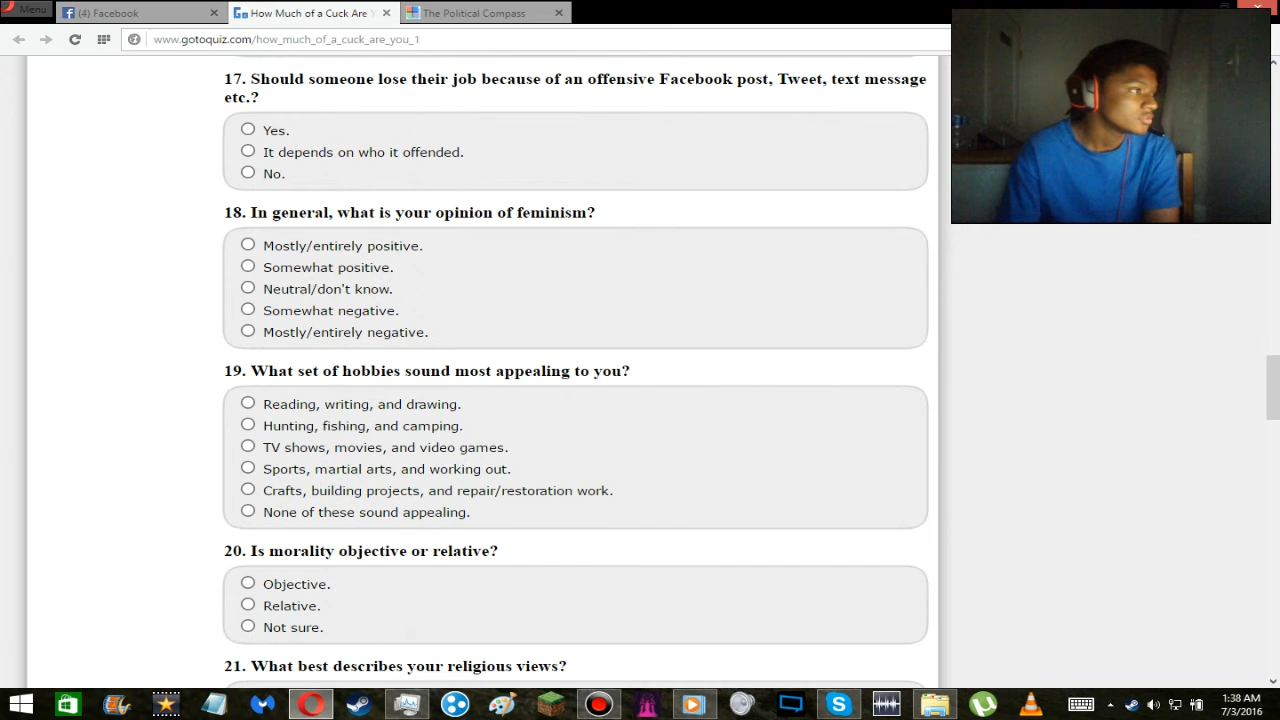 Menu
(4) Facebook
How Much of a Cuck Are
The Political Compass
www.gotoquiz.com/how_much_of_a_cuck_are_you_1
17. Should someone lose their job because of an offensive Facebook post, Tweet, text message
etc.?
Yes.
It depends on who it offended.
No.
18. In general, what is your opinion of feminism?
Mostly/entirely positive.
Somewhat positive.
Neutral/don't know.
Somewhat negative.
Mostly/entirely negative.
19. What set of hobbies sound most appealing to you?
Reading, writing, and drawing.
Hunting, fishing, and camping.
TV shows, movies, and video games.
Sports, martial arts, and working out.
Crafts, building projects, and repair/restoration work.
None of these sound appealing.
20. Is morality objective or relative?
Objective.
Relative.
Not sure.
21. What best describes your religious views?
1:38 AM
7/3/2016